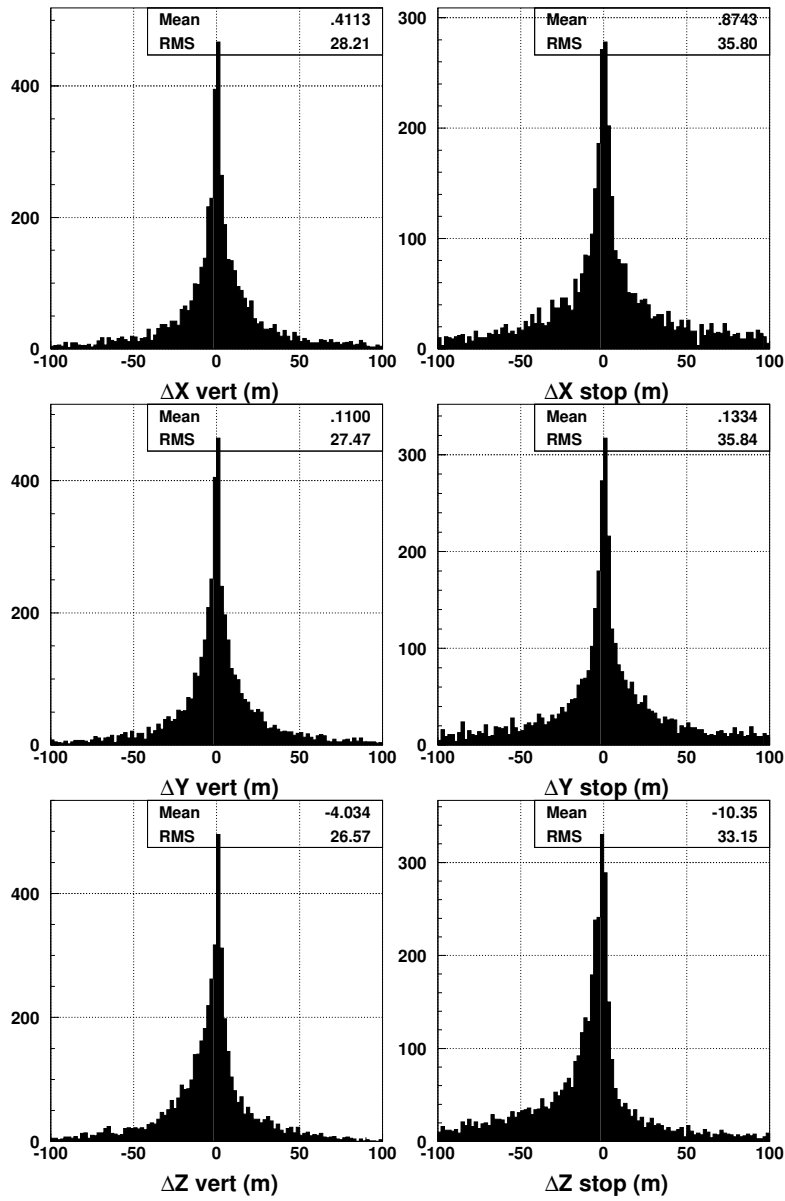 Mean .4113
RMS 28.21
400
200
0
-100 -50 0 50 100
ΔX vert (m)
Mean .8743
RMS 35.80
300
200
100
0
-100 -50 0 50 100
ΔX stop (m)
Mean .1100
RMS 27.47
400
200
0
-100 -50 0 50 100
ΔY vert (m)
Mean .1334
RMS 35.84
300
200
100
0
-100 -50 0 50 100
ΔY stop (m)
Mean -4.034
RMS 26.57
400
200
0
-100 -50 0 50 100
ΔZ vert (m)
Mean -10.35
RMS 33.15
300
200
100
0
-100 -50 0 50 100
ΔZ stop (m)